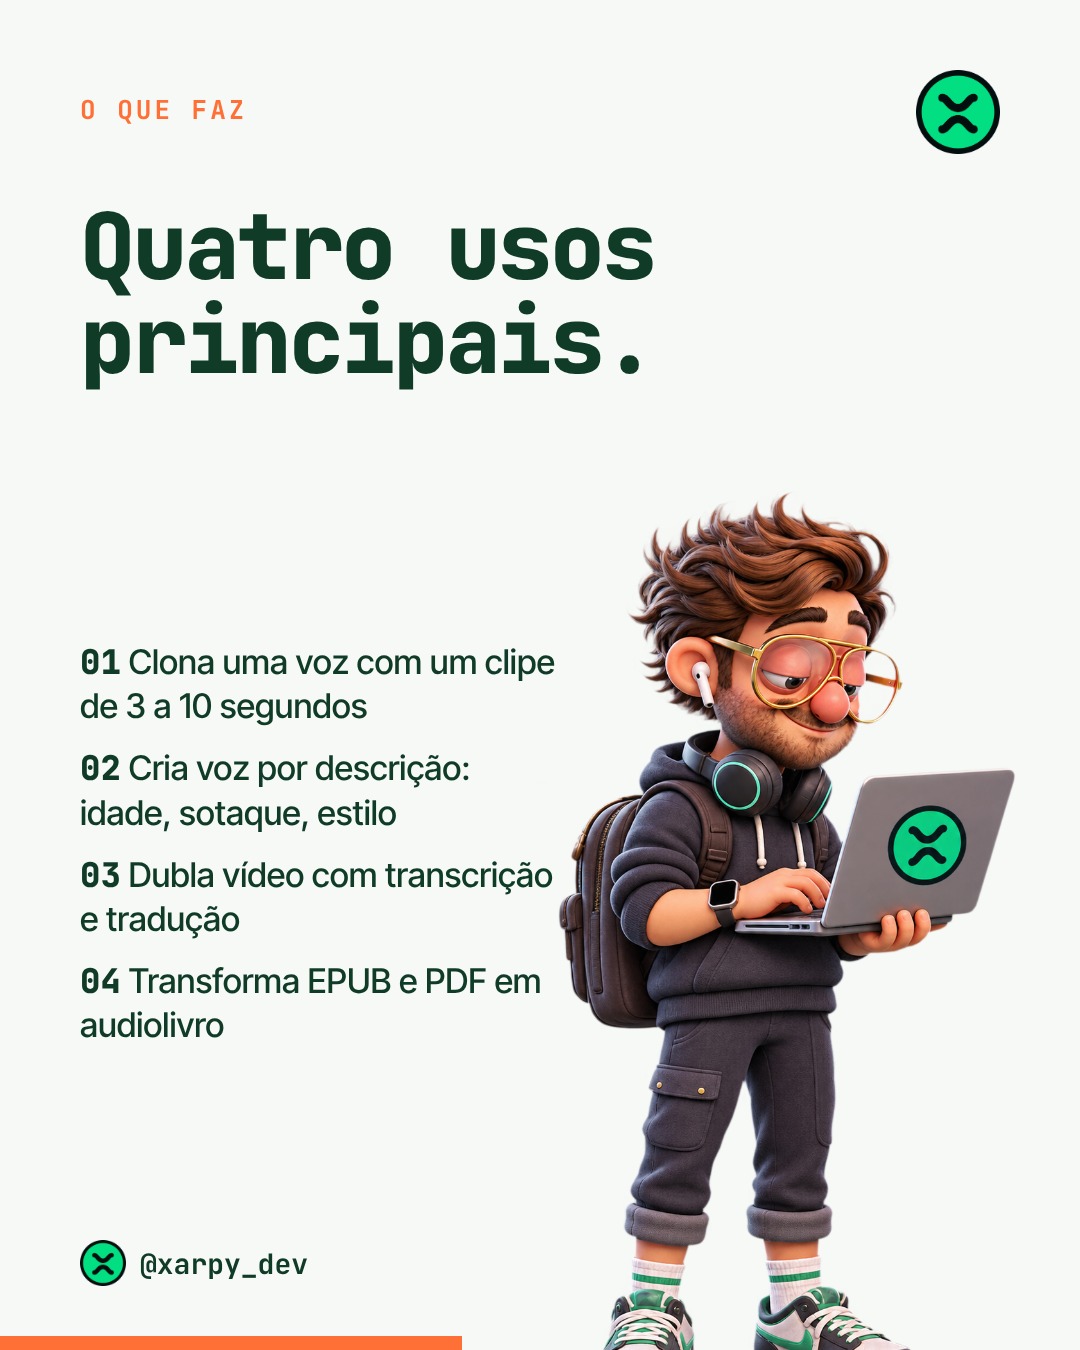 O QUE FAZ
Quatro usos
principais.
01 Clona uma voz com um clipe
de 3 a 10 segundos
02 Cria voz por descrição:
idade, sotaque, estilo
03 Dubla vídeo com transcrição
e tradução
04 Transforma EPUB e PDF em
audiolivro
@xarpy_dev